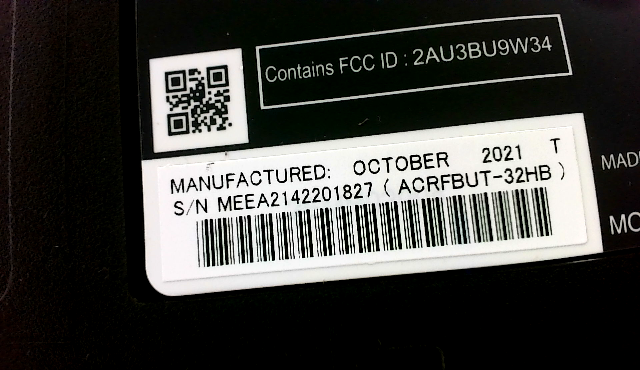 Contains FCC ID : 2AU3BU9W34
MANUFACTURED: OCTOBER 2021 T
S/N MEEA2142201827 ( ACRFBUT-32HB )